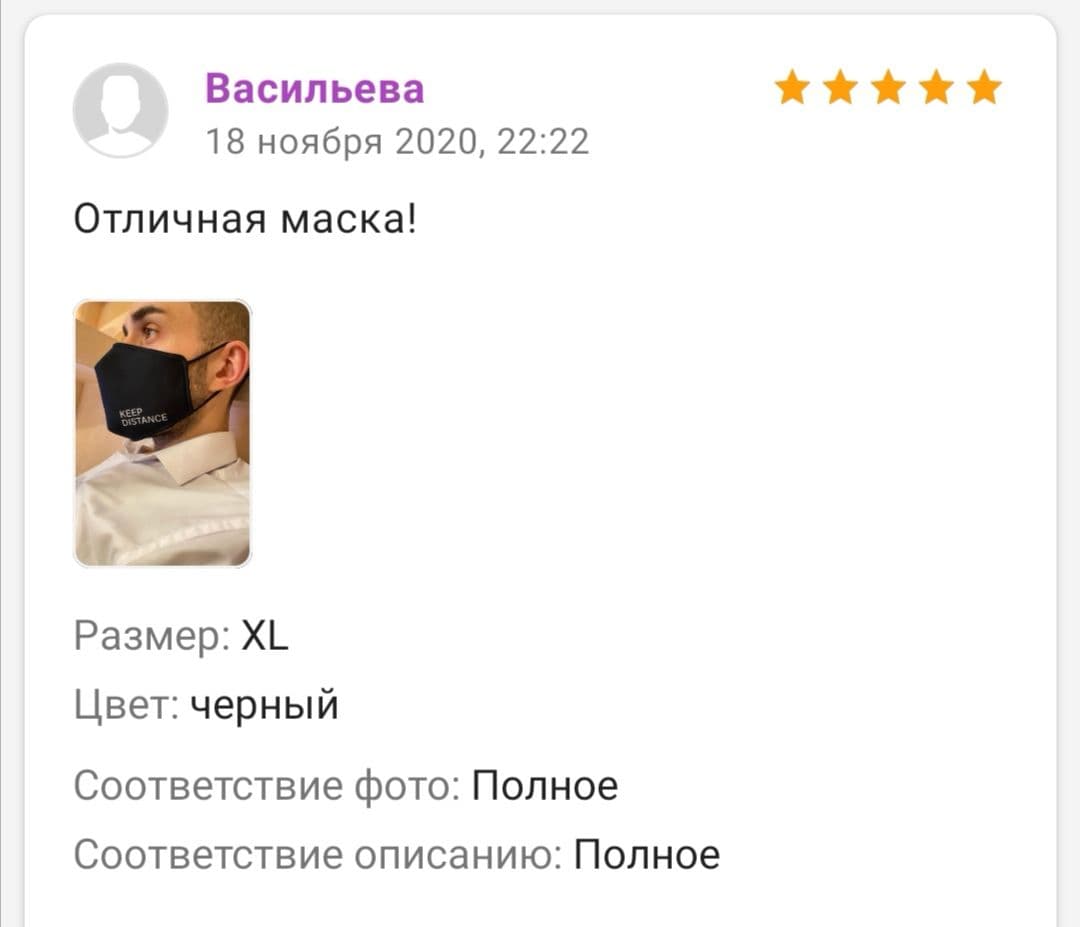 Васильева
18 ноября 2020, 22:22
Отличная маска!
KEEP
DISTANCE
Размер: XL
Цвет: черный
Соответствие фото: Полное
Соответствие описанию: Полное